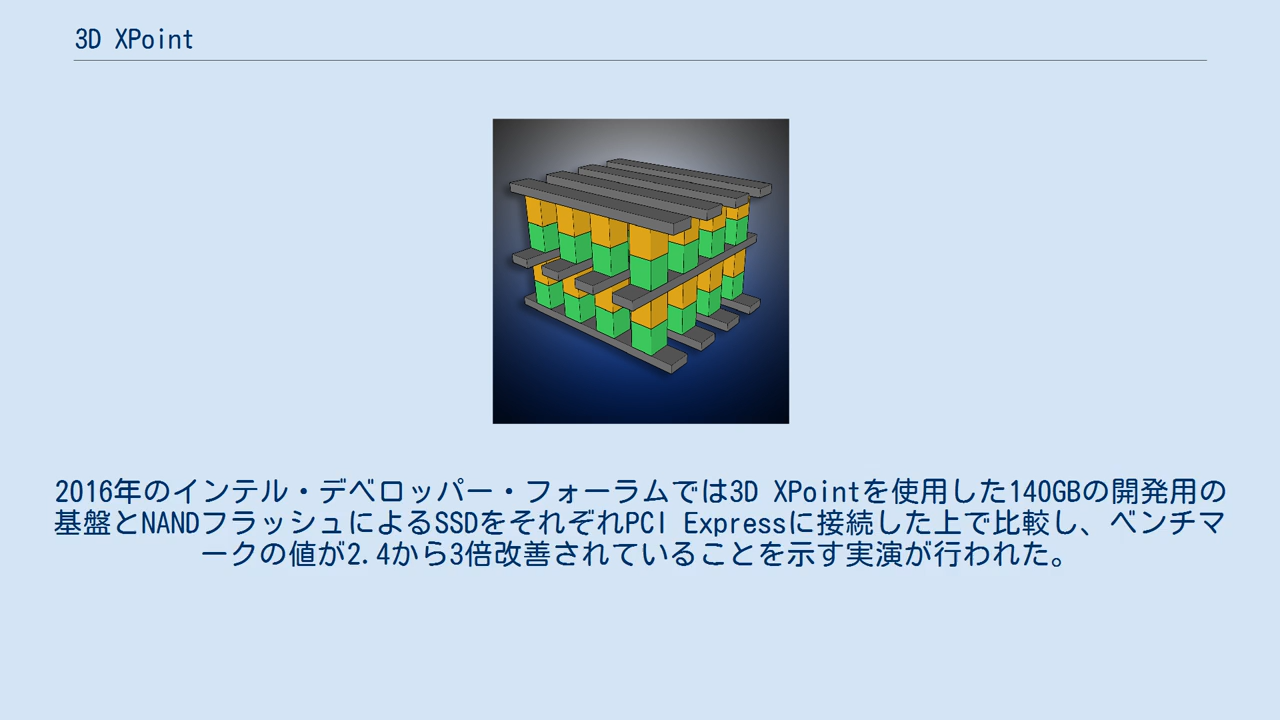 3D XPoint
2016年のインテル・デベロッパー・フォーラムでは3D XPointを使用した140GBの開発用の
基盤とNANDフラッシュによるSSDをそれぞれPCI Expressに接続した上で比較し、ベンチマ
ークの値が2.4から3倍改善されていることを示す実演が行われた。